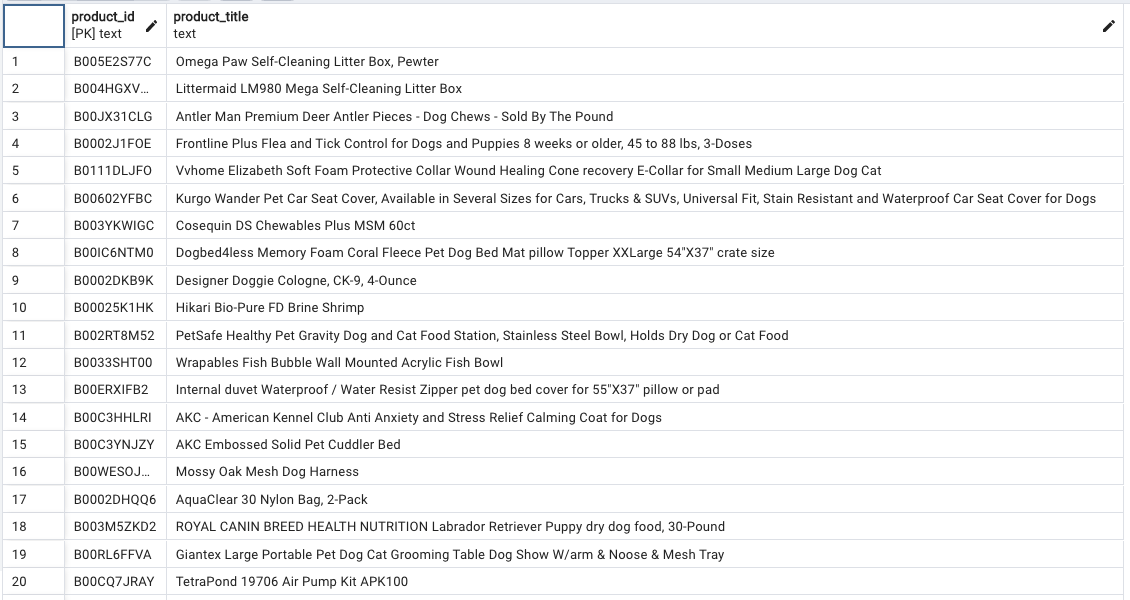 product_id product_title
[PK] text text
1 B005E2S77C Omega Paw Self-Cleaning Litter Box, Pewter
2 B004HGXV… Littermaid LM980 Mega Self-Cleaning Litter Box
3 B00JX31CLG Antler Man Premium Deer Antler Pieces - Dog Chews - Sold By The Pound
4 B0002J1FOE Frontline Plus Flea and Tick Control for Dogs and Puppies 8 weeks or older, 45 to 88 lbs, 3-Doses
5 B0111DLJFO Vvhome Elizabeth Soft Foam Protective Collar Wound Healing Cone recovery E-Collar for Small Medium Large Dog Cat
6 B00602YFBC Kurgo Wander Pet Car Seat Cover, Available in Several Sizes for Cars, Trucks & SUVs, Universal Fit, Stain Resistant and Waterproof Car Seat Cover for Dogs
7 B003YKWIGC Cosequin DS Chewables Plus MSM 60ct
8 B00IC6NTM0 Dogbed4less Memory Foam Coral Fleece Pet Dog Bed Mat pillow Topper XXLarge 54"X37" crate size
9 B0002DKB9K Designer Doggie Cologne, CK-9, 4-Ounce
10 B00025K1HK Hikari Bio-Pure FD Brine Shrimp
11 B002RT8M52 PetSafe Healthy Pet Gravity Dog and Cat Food Station, Stainless Steel Bowl, Holds Dry Dog or Cat Food
12 B0033SHT00 Wrapables Fish Bubble Wall Mounted Acrylic Fish Bowl
13 B00ERXIFB2 Internal duvet Waterproof / Water Resist Zipper pet dog bed cover for 55"X37" pillow or pad
14 B00C3HHLRI AKC - American Kennel Club Anti Anxiety and Stress Relief Calming Coat for Dogs
15 B00C3YNJZY AKC Embossed Solid Pet Cuddler Bed
16 B00WESOJ… Mossy Oak Mesh Dog Harness
17 B0002DHQQ6 AquaClear 30 Nylon Bag, 2-Pack
18 B003M5ZKD2 ROYAL CANIN BREED HEALTH NUTRITION Labrador Retriever Puppy dry dog food, 30-Pound
19 B00RL6FFVA Giantex Large Portable Pet Dog Cat Grooming Table Dog Show W/arm & Noose & Mesh Tray
20 B00CQ7JRAY TetraPond 19706 Air Pump Kit APK100